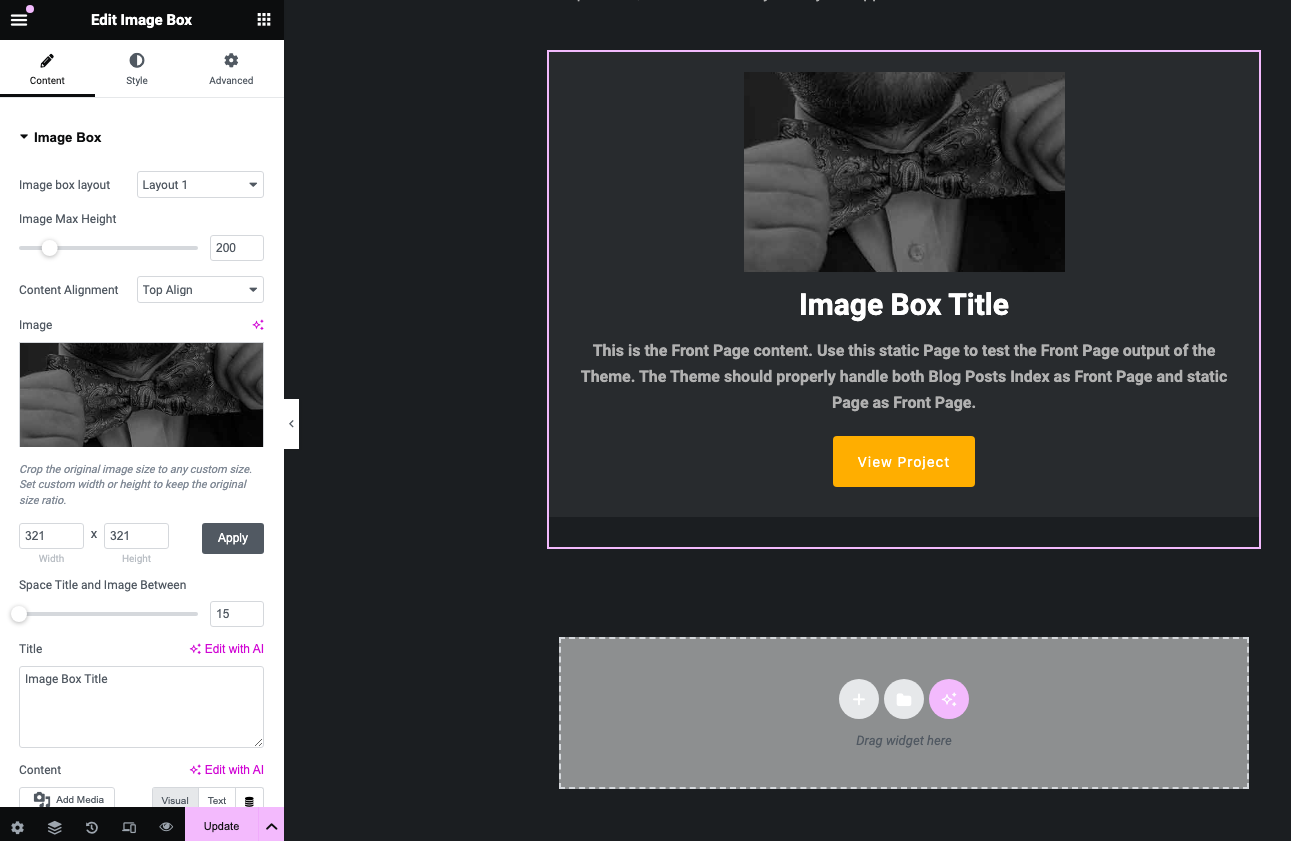 Edit Image Box
Content
Style
Advanced
Image Box
Image box layout
Layout 1
Image Max Height
200
Content Alignment
Top Align
Image
Crop the original image size to any custom size.
Set custom width or height to keep the original
size ratio.
321
x
321
Apply
Width
Height
Space Title and Image Between
15
Title
Edit with AI
Image Box Title
Content
Edit with AI
Add Media
Visual
Text
Update
Image Box Title
This is the Front Page content. Use this static Page to test the Front Page output of the
Theme. The Theme should properly handle both Blog Posts Index as Front Page and static
Page as Front Page.
View Project
Drag widget here